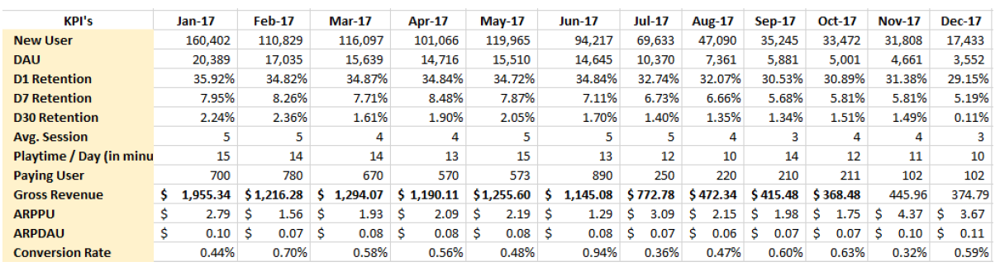 KPI's Jan-17 Feb-17 Mar-17 Apr-17 May-17 Jun-17 Jul-17 Aug-17 Sep-17 Oct-17 Nov-17 Dec-17
New User 160,402 110,829 116,097 101,066 119,965 94,217 69,633 47,090 35,245 33,472 31,808 17,433
DAU 20,389 17,035 15,639 14,716 15,510 14,645 10,370 7,361 5,881 5,001 4,661 3,552
D1 Retention 35.92% 34.82% 34.87% 34.84% 34.72% 34.84% 32.74% 32.07% 30.53% 30.89% 31.38% 29.15%
D7 Retention 7.95% 8.26% 7.71% 8.48% 7.87% 7.11% 6.73% 6.66% 5.68% 5.81% 5.81% 5.19%
D30 Retention 2.24% 2.36% 1.61% 1.90% 2.05% 1.70% 1.40% 1.35% 1.34% 1.51% 1.49% 0.11%
Avg. Session 5 5 4 4 5 5 5 4 3 4 4 3
Playtime / Day (in minu 15 14 14 13 15 13 12 10 14 12 11 10
Paying User 700 780 670 570 573 890 250 220 210 211 102 102
Gross Revenue $ 1,955.34 $ 1,216.28 $ 1,294.07 $ 1,190.11 $ 1,255.60 $ 1,145.08 $ 772.78 $ 472.34 $ 415.48 $ 368.48 445.96 374.79
ARPPU $ 2.79 $ 1.56 $ 1.93 $ 2.09 $ 2.19 $ 1.29 $ 3.09 $ 2.15 $ 1.98 $ 1.75 $ 4.37 $ 3.67
ARPDAU $ 0.10 $ 0.07 $ 0.08 $ 0.08 $ 0.08 $ 0.08 $ 0.07 $ 0.06 $ 0.07 $ 0.07 $ 0.10 $ 0.11
Conversion Rate 0.44% 0.70% 0.58% 0.56% 0.48% 0.94% 0.36% 0.47% 0.60% 0.63% 0.32% 0.59%